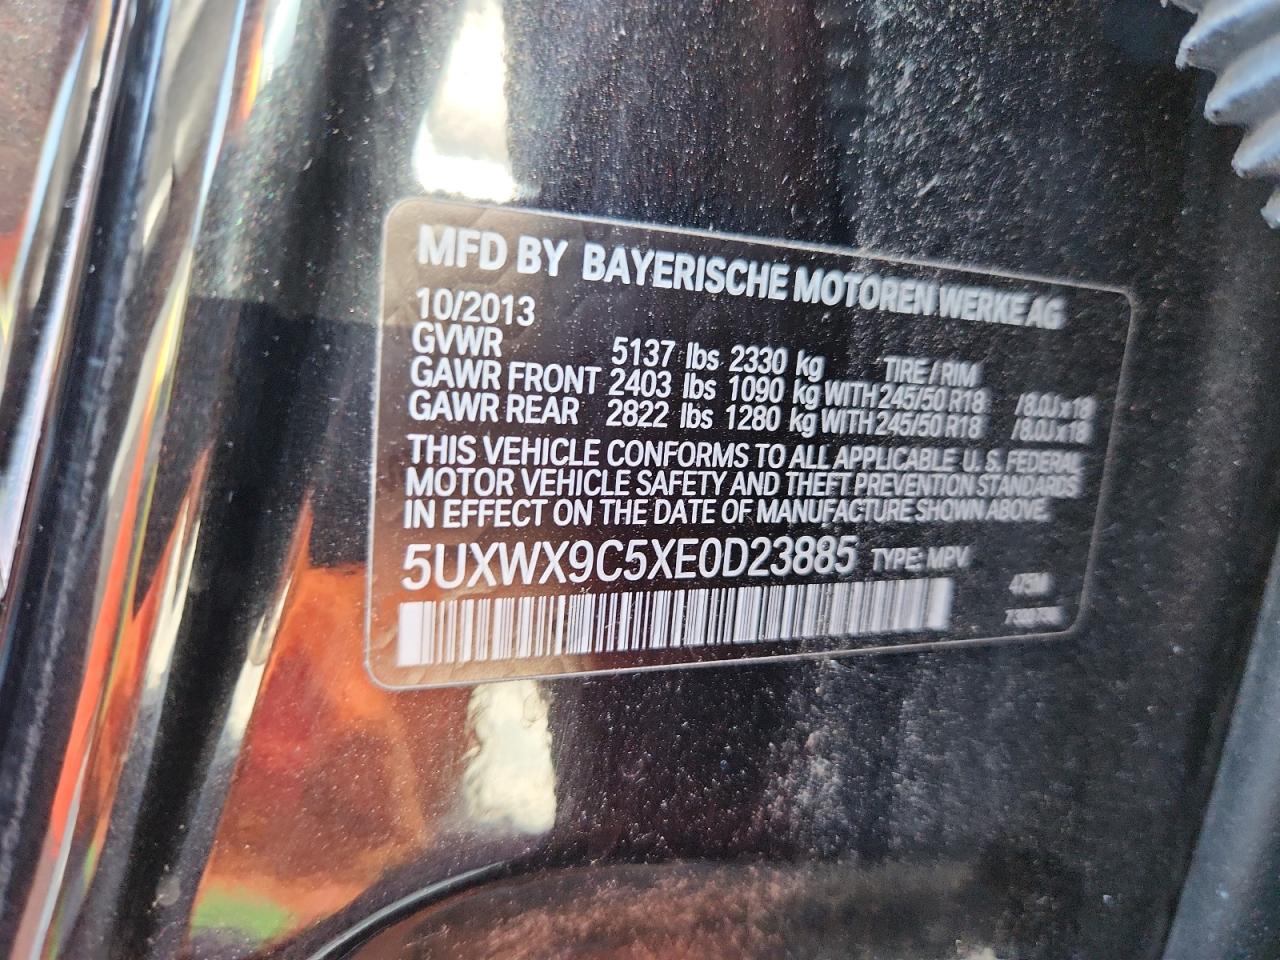 MFD BY BAYERISCHE MOTOREN WERKE AG
10/2013
GVWR 5137 lbs 2330 kg TIRE / RIM
GAWR FRONT 2403 lbs 1090 kg WITH 245/50 R18 /8.0Jx18
GAWR REAR 2822 lbs 1280 kg WITH 245/50 R18 /8.0Jx18
THIS VEHICLE CONFORMS TO ALL APPLICABLE U. S. FEDERAL
MOTOR VEHICLE SAFETY AND THEFT PREVENTION STANDARDS
IN EFFECT ON THE DATE OF MANUFACTURE SHOWN ABOVE.
5UXWX9C5XE0D23885 TYPE: MPV
475M